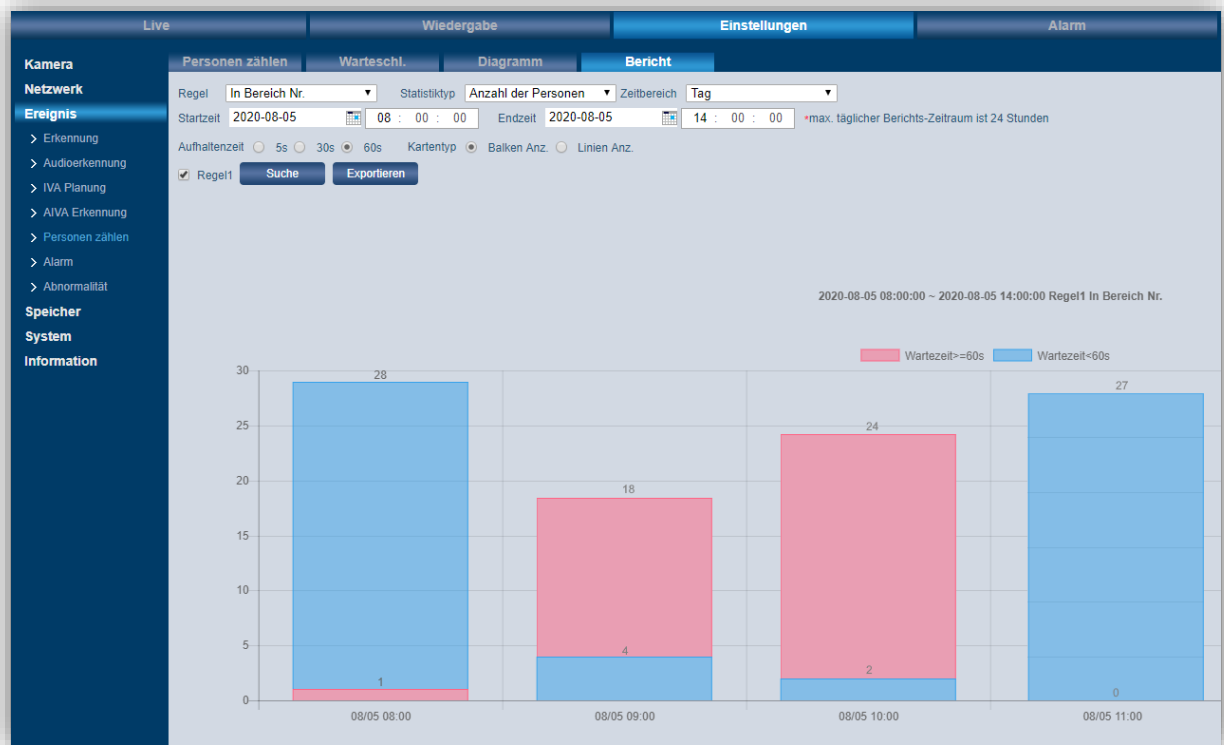 Live Wiedergabe Einstellungen Alarm
Kamera
Netzwerk
Ereignis
Erkennung
Audioerkennung
IVA Planung
AIVA Erkennung
Personen zählen
Alarm
Abnormalität
Speicher
System
Information
Personen zählen Warteschl. Diagramm Bericht
Regel In Bereich Nr. Statistiktyp Anzahl der Personen Zeitbereich Tag
Startzeit 2020-08-05 08 : 00 : 00 Endzeit 2020-08-05 14 : 00 : 00 *max. täglicher Berichts-Zeitraum ist 24 Stunden
Aufhaltenzeit 5s 30s 60s Kartentyp Balken Anz. Linien Anz.
Regel1 Suche Exportieren
2020-08-05 08:00:00 ~ 2020-08-05 14:00:00 Regel1 In Bereich Nr.
Wartezeit>=60s Wartezeit<60s
30
28
27
25
24
20
18
15
10
5
4
2
1
0
0
08/05 08:00 08/05 09:00 08/05 10:00 08/05 11:00